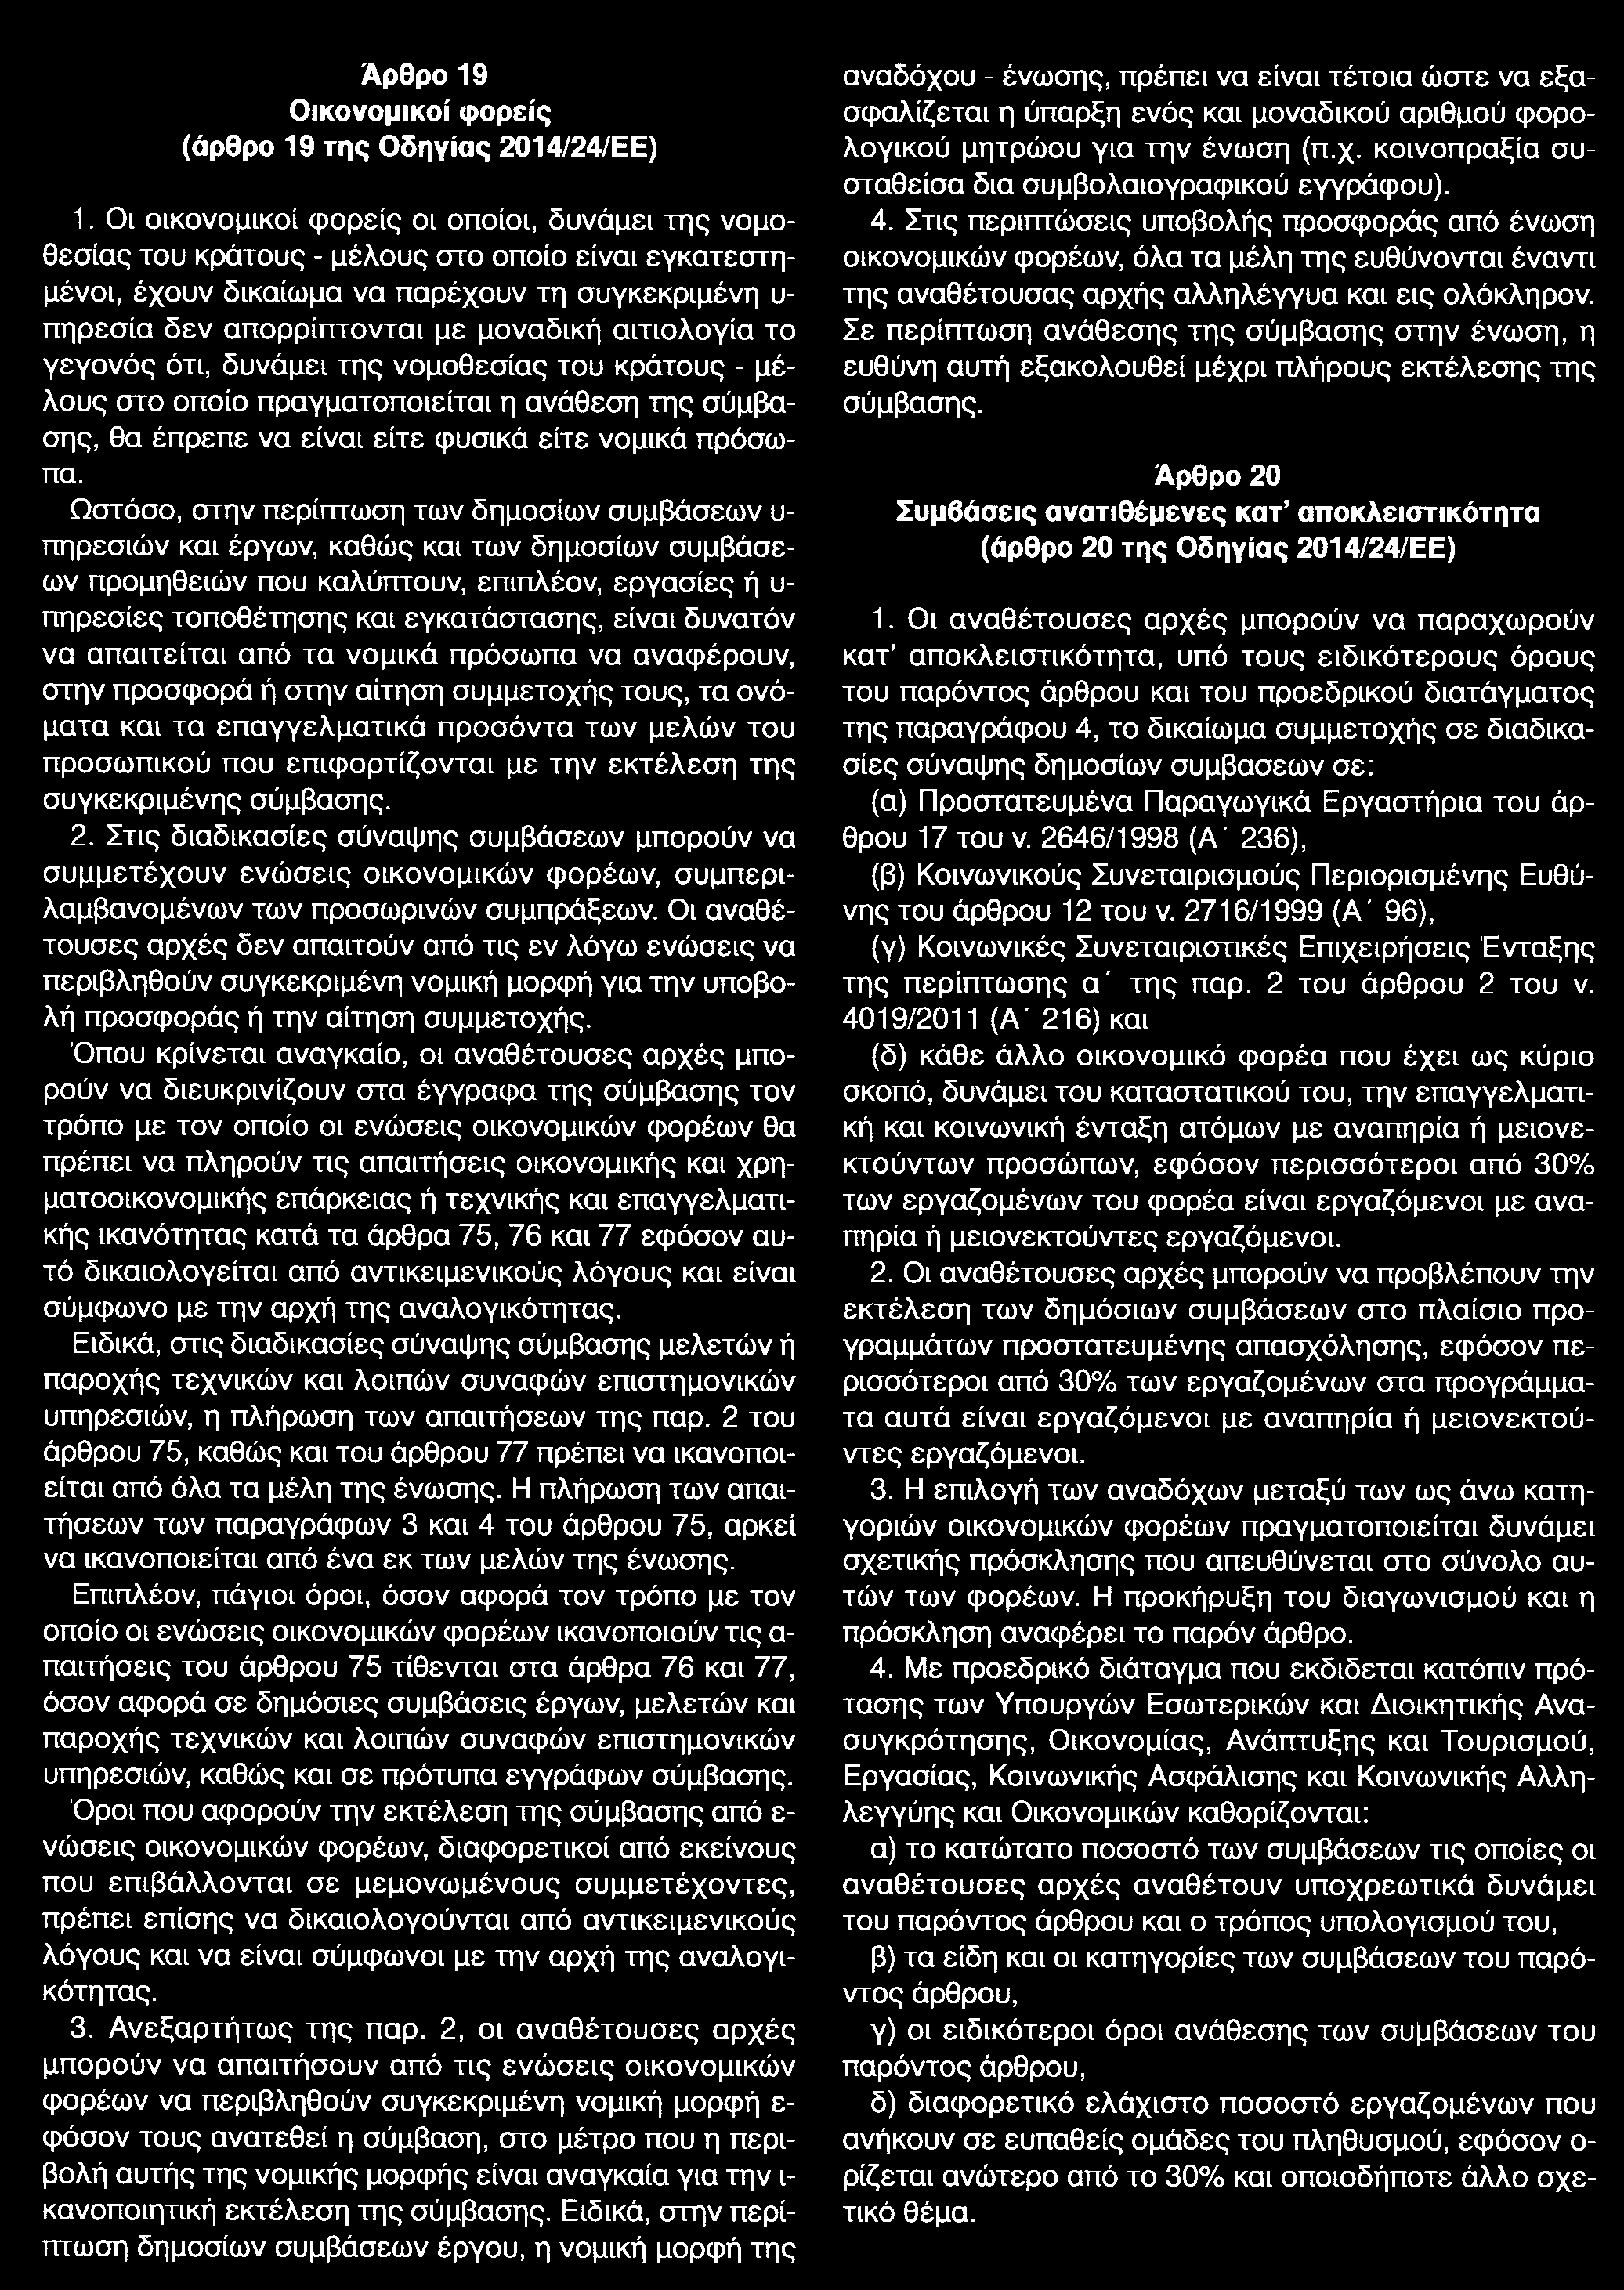 Άρθρο 19
Οικονομικοί φορείς
(άρθρο 19 της Οδηγίας 2014/24/ΕΕ)
1. Οι οικονομικοί φορείς οι οποίοι, δυνάμει της νομο-
θεσίας του κράτους - μέλους στο οποίο είναι εγκατεστη-
μένοι, έχουν δικαίωμα να παρέχουν τη συγκεκριμένη υ-
πηρεσία δεν απορρίπτονται με μοναδική αιτιολογία το
γεγονός ότι, δυνάμει της νομοθεσίας του κράτους - μέ-
λους στο οποίο πραγματοποιείται η ανάθεση της σύμβα-
σης, θα έπρεπε να είναι είτε φυσικά είτε νομικά πρόσω-
πα.
Ωστόσο, στην περίπτωση των δημοσίων συμβάσεων υ-
πηρεσιών και έργων, καθώς και των δημοσίων συμβάσε-
ων προμηθειών που καλύπτουν, επιπλέον, εργασίες ή υ-
πηρεσίες τοποθέτησης και εγκατάστασης, είναι δυνατόν
να απαιτείται από τα νομικά πρόσωπα να αναφέρουν,
στην προσφορά ή στην αίτηση συμμετοχής τους, τα ονό-
ματα και τα επαγγελματικά προσόντα των μελών του
προσωπικού που επιφορτίζονται με την εκτέλεση της
συγκεκριμένης σύμβασης.
2. Στις διαδικασίες σύναψης συμβάσεων μπορούν να
συμμετέχουν ενώσεις οικονομικών φορέων, συμπερι-
λαμβανομένων των προσωρινών συμπράξεων. Οι αναθέ-
τουσες αρχές δεν απαιτούν από τις εν λόγω ενώσεις να
περιβληθούν συγκεκριμένη νομική μορφή για την υποβο-
λή προσφοράς ή την αίτηση συμμετοχής.
Όπου κρίνεται αναγκαίο, οι αναθέτουσες αρχές μπο-
ρούν να διευκρινίζουν στα έγγραφα της σύμβασης τον
τρόπο με τον οποίο οι ενώσεις οικονομικών φορέων θα
πρέπει να πληρούν τις απαιτήσεις οικονομικής και χρη-
ματοοικονομικής επάρκειας ή τεχνικής και επαγγελματι-
κής ικανότητας κατά τα άρθρα 75, 76 και 77 εφόσον αυ-
τό δικαιολογείται από αντικειμενικούς λόγους και είναι
σύμφωνο με την αρχή της αναλογικότητας.
Ειδικά, στις διαδικασίες σύναψης σύμβασης μελετών ή
παροχής τεχνικών και λοιπών συναφών επιστημονικών
υπηρεσιών, η πλήρωση των απαιτήσεων της παρ. 2 του
άρθρου 75, καθώς και του άρθρου 77 πρέπει να ικανοποι-
είται από όλα τα μέλη της ένωσης. Η πλήρωση των απαι-
τήσεων των παραγράφων 3 και 4 του άρθρου 75, αρκεί
να ικανοποιείται από ένα εκ των μελών της ένωσης.
Επιπλέον, πάγιοι όροι, όσον αφορά τον τρόπο με τον
οποίο οι ενώσεις οικονομικών φορέων ικανοποιούν τις α-
παιτήσεις του άρθρου 75 τίθενται στα άρθρα 76 και 77,
όσον αφορά σε δημόσιες συμβάσεις έργων, μελετών και
παροχής τεχνικών και λοιπών συναφών επιστημονικών
υπηρεσιών, καθώς και σε πρότυπα εγγράφων σύμβασης.
Όροι που αφορούν την εκτέλεση της σύμβασης από ε-
νώσεις οικονομικών φορέων, διαφορετικοί από εκείνους
που επιβάλλονται σε μεμονωμένους συμμετέχοντες,
πρέπει επίσης να δικαιολογούνται από αντικειμενικούς
λόγους και να είναι σύμφωνοι με την αρχή της αναλογι-
κότητας.
3. Ανεξαρτήτως της παρ. 2, οι αναθέτουσες αρχές
μπορούν να απαιτήσουν από τις ενώσεις οικονομικών
φορέων να περιβληθούν συγκεκριμένη νομική μορφή ε-
φόσον τους ανατεθεί η σύμβαση, στο μέτρο που η περι-
βολή αυτής της νομικής μορφής είναι αναγκαία για την ι-
κανοποιητική εκτέλεση της σύμβασης. Ειδικά, στην περί-
πτωση δημοσίων συμβάσεων έργου, η νομική μορφή της
αναδόχου - ένωσης, πρέπει να είναι τέτοια ώστε να εξα-
σφαλίζεται η ύπαρξη ενός και μοναδικού αριθμού φορο-
λογικού μητρώου για την ένωση (π.χ. κοινοπραξία συ-
σταθείσα δια συμβολαιογραφικού εγγράφου).
4. Στις περιπτώσεις υποβολής προσφοράς από ένωση
οικονομικών φορέων, όλα τα μέλη της ευθύνονται έναντι
της αναθέτουσας αρχής αλληλέγγυα και εις ολόκληρον.
Σε περίπτωση ανάθεσης της σύμβασης στην ένωση, η
ευθύνη αυτή εξακολουθεί μέχρι πλήρους εκτέλεσης της
σύμβασης.
Άρθρο 20
Συμβάσεις ανατιθέμενες κατ’ αποκλειστικότητα
(άρθρο 20 της Οδηγίας 2014/24/ΕΕ)
1. Οι αναθέτουσες αρχές μπορούν να παραχωρούν
κατ’ αποκλειστικότητα, υπό τους ειδικότερους όρους
του παρόντος άρθρου και του προεδρικού διατάγματος
της παραγράφου 4, το δικαίωμα συμμετοχής σε διαδικα-
σίες σύναψης δημοσίων συμβασεων σε:
(α) Προστατευμένα Παραγωγικά Εργαστήρια του άρ-
θρου 17 του ν. 2646/1998 (Α΄ 236),
(β) Κοινωνικούς Συνεταιρισμούς Περιορισμένης Ευθύ-
νης του άρθρου 12 του ν. 2716/1999 (Α΄ 96),
(γ) Κοινωνικές Συνεταιριστικές Επιχειρήσεις Ένταξης
της περίπτωσης α΄ της παρ. 2 του άρθρου 2 του ν.
4019/2011 (Α΄ 216) και
(δ) κάθε άλλο οικονομικό φορέα που έχει ως κύριο
σκοπό, δυνάμει του καταστατικού του, την επαγγελματι-
κή και κοινωνική ένταξη ατόμων με αναπηρία ή μειονε-
κτούντων προσώπων, εφόσον περισσότεροι από 30%
των εργαζομένων του φορέα είναι εργαζόμενοι με ανα-
πηρία ή μειονεκτούντες εργαζόμενοι.
2. Οι αναθέτουσες αρχές μπορούν να προβλέπουν την
εκτέλεση των δημόσιων συμβάσεων στο πλαίσιο προ-
γραμμάτων προστατευμένης απασχόλησης, εφόσον πε-
ρισσότεροι από 30% των εργαζομένων στα προγράμμα-
τα αυτά είναι εργαζόμενοι με αναπηρία ή μειονεκτού-
ντες εργαζόμενοι.
3. Η επιλογή των αναδόχων μεταξύ των ως άνω κατη-
γοριών οικονομικών φορέων πραγματοποιείται δυνάμει
σχετικής πρόσκλησης που απευθύνεται στο σύνολο αυ-
τών των φορέων. Η προκήρυξη του διαγωνισμού και η
πρόσκληση αναφέρει το παρόν άρθρο.
4. Με προεδρικό διάταγμα που εκδιδεται κατόπιν πρό-
τασης των Υπουργών Εσωτερικών και Διοικητικής Ανα-
συγκρότησης, Οικονομίας, Ανάπτυξης και Τουρισμού,
Εργασίας, Κοινωνικής Ασφάλισης και Κοινωνικής Αλλη-
λεγγύης και Οικονομικών καθορίζονται:
α) το κατώτατο ποσοστό των συμβάσεων τις οποίες οι
αναθέτουσες αρχές αναθέτουν υποχρεωτικά δυνάμει
του παρόντος άρθρου και ο τρόπος υπολογισμού του,
β) τα είδη και οι κατηγορίες των συμβάσεων του παρό-
ντος άρθρου,
γ) οι ειδικότεροι όροι ανάθεσης των συμβάσεων του
παρόντος άρθρου,
δ) διαφορετικό ελάχιστο ποσοστό εργαζομένων που
ανήκουν σε ευπαθείς ομάδες του πληθυσμού, εφόσον ο-
ρίζεται ανώτερο από το 30% και οποιοδήποτε άλλο σχε-
τικό θέμα.